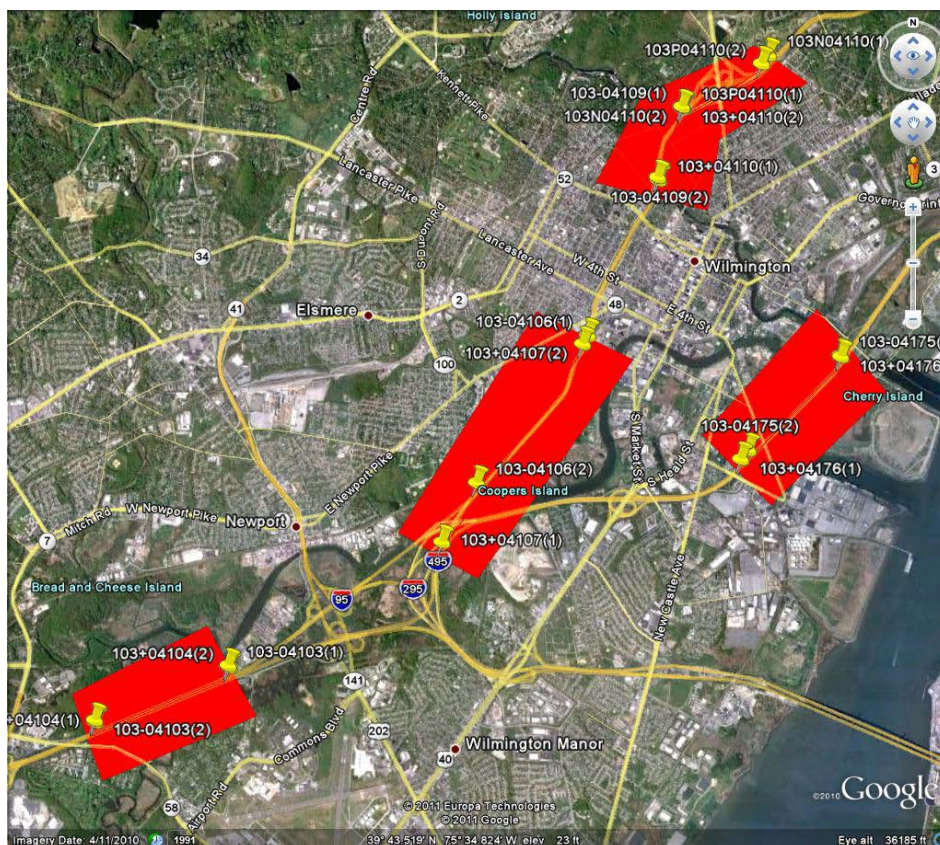 Holly Island
N
103P04110(2)
103N04110(1)
Centre Rd
Kennett Pike
103-04109(1)
103P04110(1)
103N04110(2)
103+04110(2)
3
Lancaster Pike
52
103+04110(1)
103-04109(2)
S Dupont Rd
34
Lancaster Ave
W 4th St
Wilmington
41
2
48
E 4th St
Elsmere
103-04106(1)
103+04107(2)
103-04175(
103+04176
100
Cherry Island
S Market St
103-04175(2)
S Heald St
103+04176(1)
103-04106(2)
Coopers Island
E Newport Pike
W Newport Pike
Mitch Rd
Newport
7
103+04107(1)
495
295
95
Bread and Cheese Island
New Castle Ave
103+04104(2)
103-04103(1)
141
+04104(1)
103-04103(2)
202
Commons Blvd
Wilmington Manor
40
58
Airport Rd
© 2011 Europa Technologies
© 2011 Google
©2010 Google
Imagery Date: 4/11/2010
1991
39°43.519' N 75°34.824' W elev 23 ft
Eye alt 36185 ft